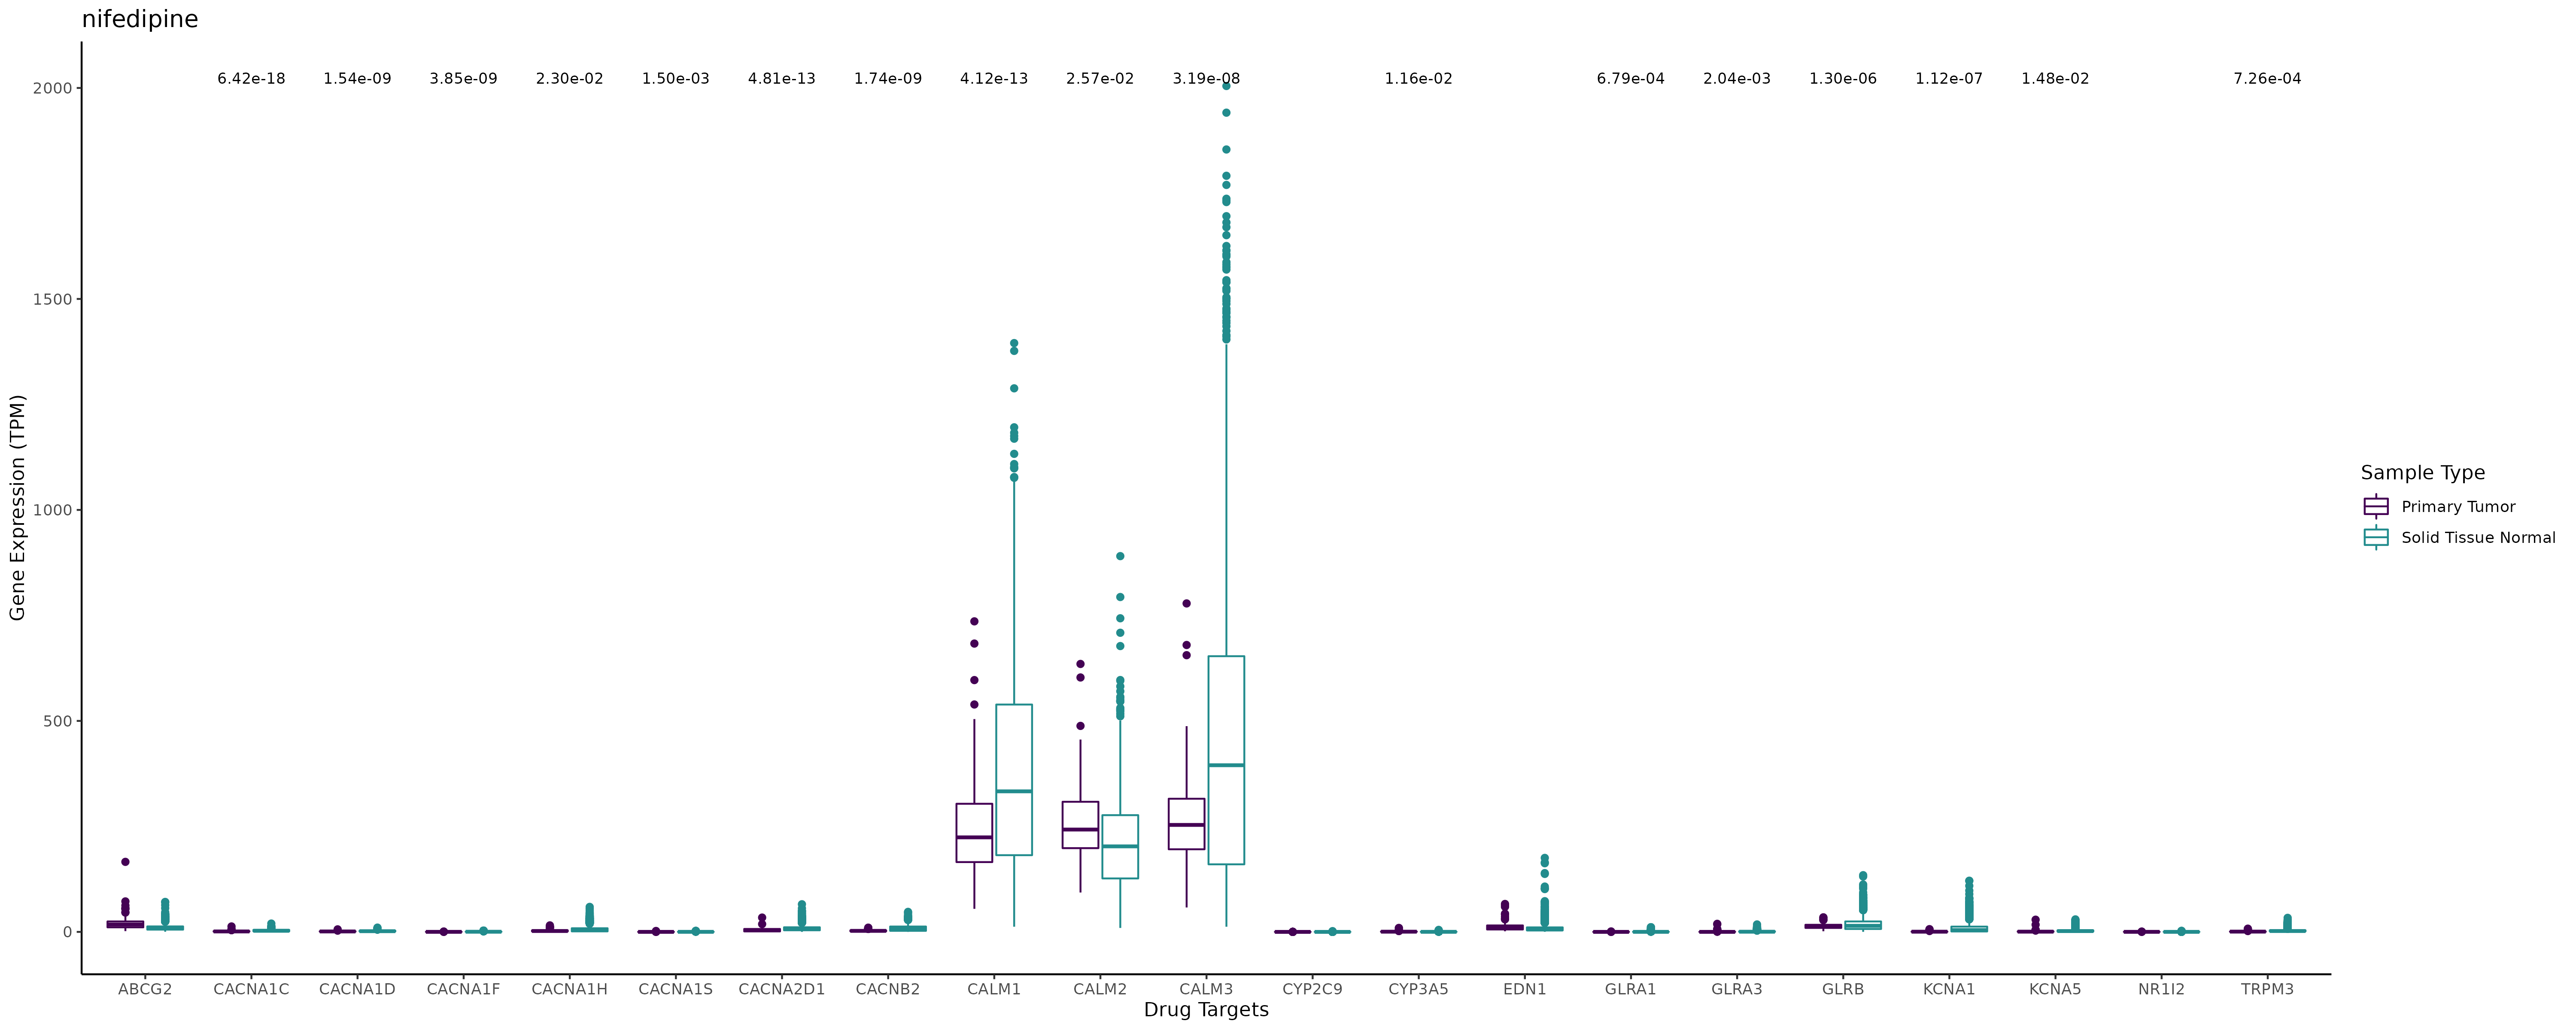 nifedipine
6.42e-18 1.54e-09 3.85e-09 2.30e-02 1.50e-03 4.81e-13 1.74e-09 4.12e-13 2.57e-02 3.19e-08 1.16e-02 6.79e-04 2.04e-03 1.30e-06 1.12e-07 1.48e-02 7.26e-04
2000
1500
1000
500
0
Gene Expression (TPM)
Sample Type
Primary Tumor
Solid Tissue Normal
ABCG2 CACNA1C CACNA1D CACNA1F CACNA1H CACNA1S CACNA2D1 CACNB2 CALM1 CALM2 CALM3 CYP2C9 CYP3A5 EDN1 GLRA1 GLRA3 GLRB KCNA1 KCNA5 NR1I2 TRPM3
Drug Targets